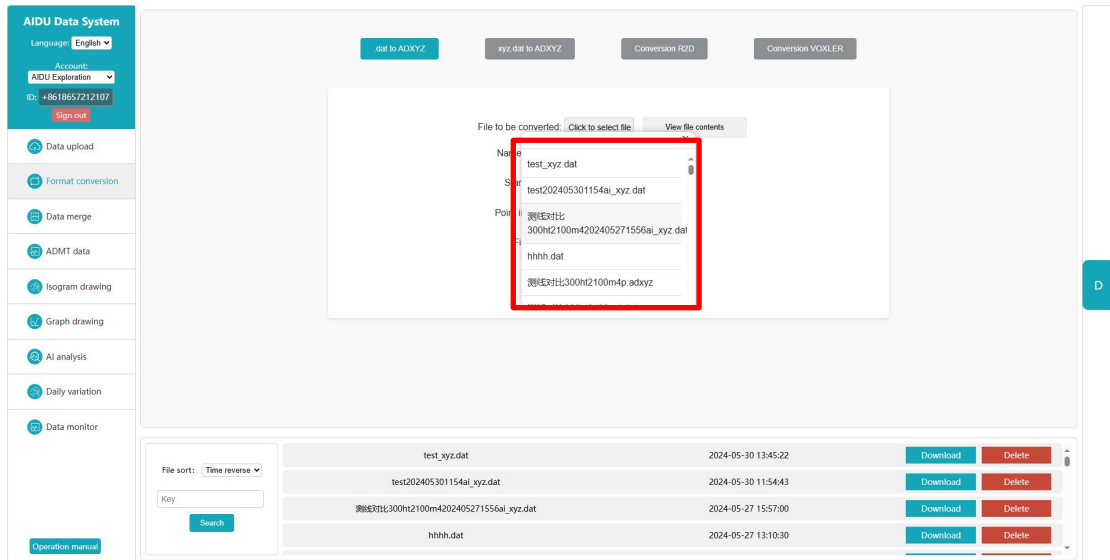 AIDU Data System
Language: English
Account:
AIDU Exploration
ID: +8618657212107
Sign out
Data upload
Format conversion
Data merge
ADMT data
Isogram drawing
Graph drawing
AI analysis
Daily variation
Data monitor
Operation manual
.dat to ADXYZ
xyz.dat to ADXYZ
Conversion R2D
Conversion VOXLER
File to be converted: Click to select file
View file contents
test_xyz.dat
test202405301154ai_xyz.dat
测线对比
300ht2100m4202405271556ai_xyz.dat
hhhh.dat
测线对比300ht2100m4p.adxyz
D
File sort: Time reverse
Key
Search
test_xyz.dat 2024-05-30 13:45:22 Download Delete
test202405301154ai_xyz.dat 2024-05-30 11:54:43 Download Delete
测线对比300ht2100m4202405271556ai_xyz.dat 2024-05-27 15:57:00 Download Delete
hhhh.dat 2024-05-27 13:10:30 Download Delete